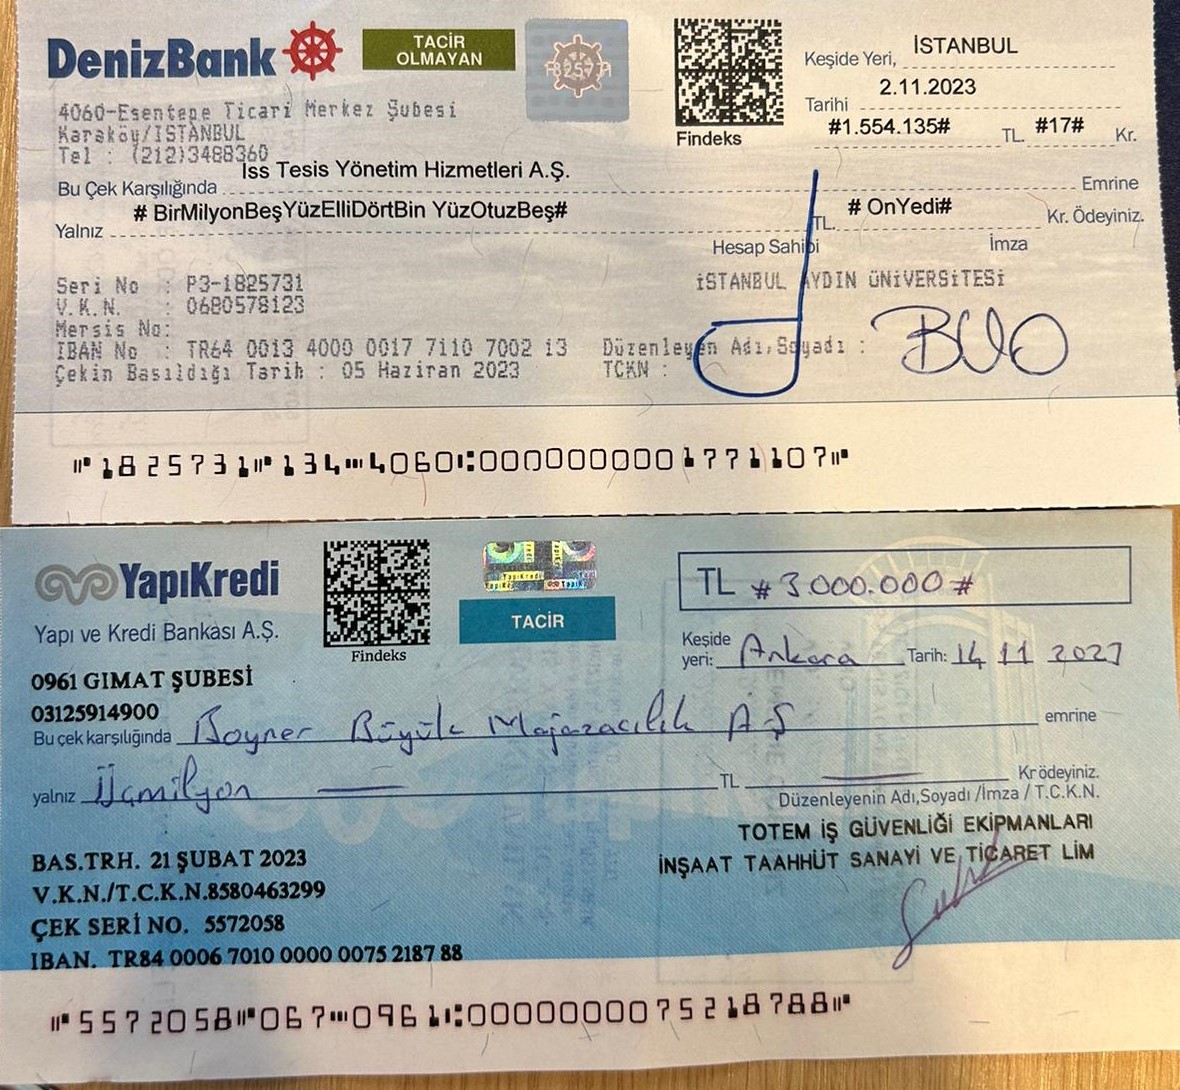 DenizBank
TACİR
OLMAYAN
1825731
Findeks
Keşide Yeri, İSTANBUL
Tarihi 2.11.2023
#1.554.135# TL. #17# Kr.
4060-Esentepe Ticari Merkez Şubesi
Karaköy/İSTANBUL
Tel : (212)3488360
Bu Çek Karşılığında Iss Tesis Yönetim Hizmetleri A.Ş. Emrine
Yalnız # BirMilyonBeşYüzElliDörtBin YüzOtuzBeş# TL. # OnYedi# Kr. Ödeyiniz.
Hesap Sahibi İmza
İSTANBUL AYDIN ÜNİVERSİTESİ
Seri No : P3-1825731
V.K.N. : 0680578123
Mersis No:
IBAN No : TR64 0013 4000 0017 7110 7002 13 Düzenleyen Adı,Soyadı :
Çekin Basıldığı Tarih : 05 Haziran 2023 TCKN :
⑈1825731⑈134⑉4060⑆0000000001771107⑈
YapıKredi
Yapı ve Kredi Bankası A.Ş.
Findeks
TACİR
TL #3.000.000#
Keşide
yeri: Ankara Tarih: 14 11 2023
0961 GIMAT ŞUBESİ
03125914900
Bu çek karşılığında Boyner Büyük Mağazacılık A.Ş emrine
yalnız Üçmilyon TL Kr ödeyiniz.
Düzenleyenin Adı,Soyadı /İmza / T.C.K.N.
TOTEM İŞ GÜVENLİĞİ EKİPMANLARI
İNŞAAT TAAHHÜT SANAYİ VE TİCARET LİM
BAS.TRH. 21 ŞUBAT 2023
V.K.N./T.C.K.N.8580463299
ÇEK SERİ NO. 5572058
IBAN. TR84 0006 7010 0000 0075 2187 88
⑈5572058⑈067⑉0961⑆0000000075218788⑈